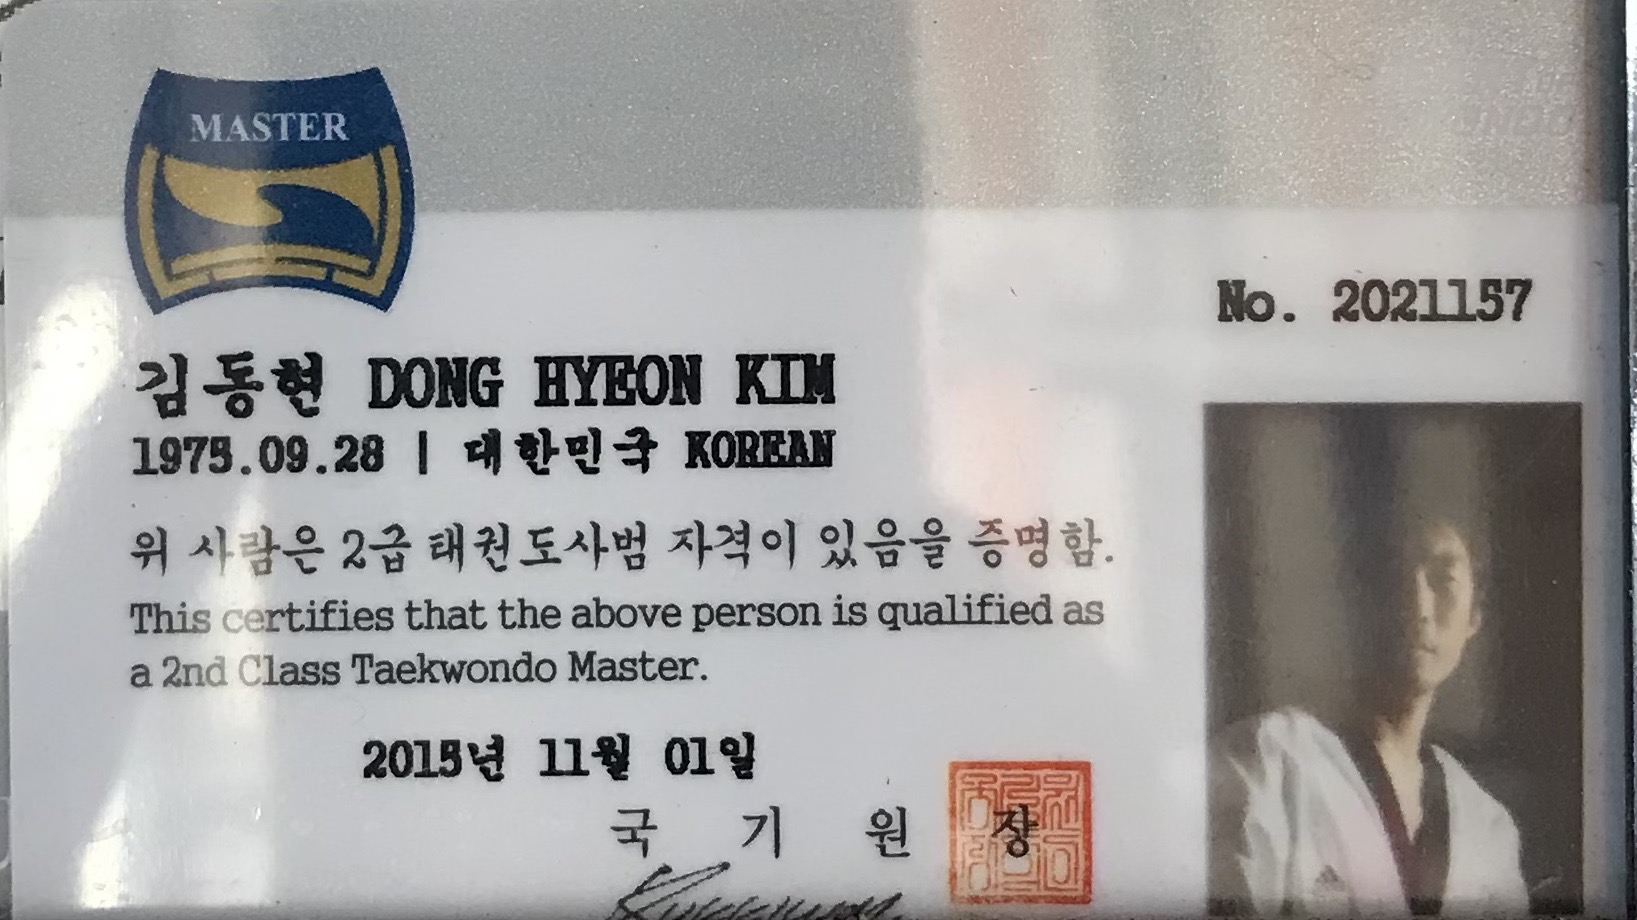 MASTER
No. 2021157
김동현 DONG HYEON KIM
1975.09.28 | 대한민국 KOREAN
위 사람은 2급 태권도사범 자격이 있음을 증명함.
This certifies that the above person is qualified as
a 2nd Class Taekwondo Master.
2015년 11월 01일
국 기 원 장